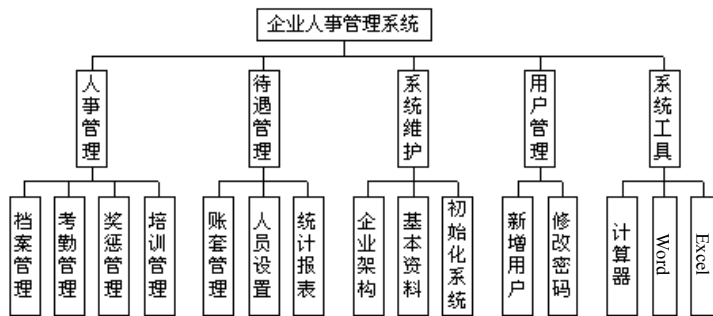 企业人事管理系统
人事管理
待遇管理
系统维护
用户管理
系统工具
档案管理
考勤管理
奖惩管理
培训管理
账套管理
人员设置
统计报表
企业架构
基本资料
初始化系统
新增用户
修改密码
计算器
Word
Excel